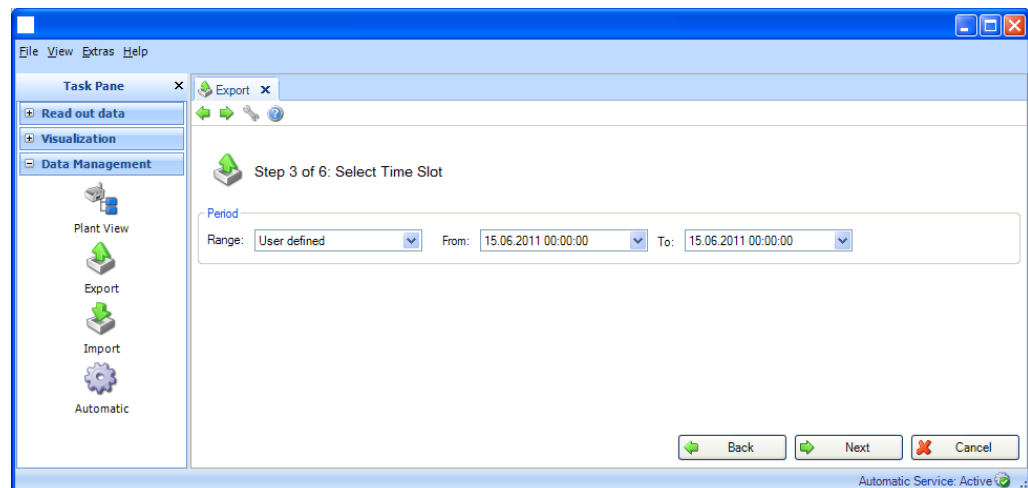 File View Extras Help
Task Pane
Export
Read out data
Visualization
Data Management
Step 3 of 6: Select Time Slot
Plant View
Period
Range: User defined From: 15.06.2011 00:00:00 To: 15.06.2011 00:00:00
Export
Import
Automatic
Back Next Cancel
Automatic Service: Active